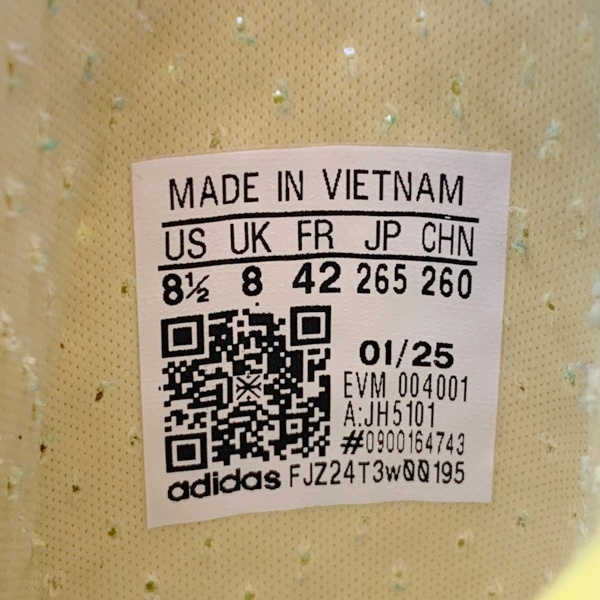 MADE IN VIETNAM
US UK FR JP CHN
8½ 8 42 265 260
01/25
EVM 004001
A:JH5101
#0900164743
adidas FJZ24T3w00195